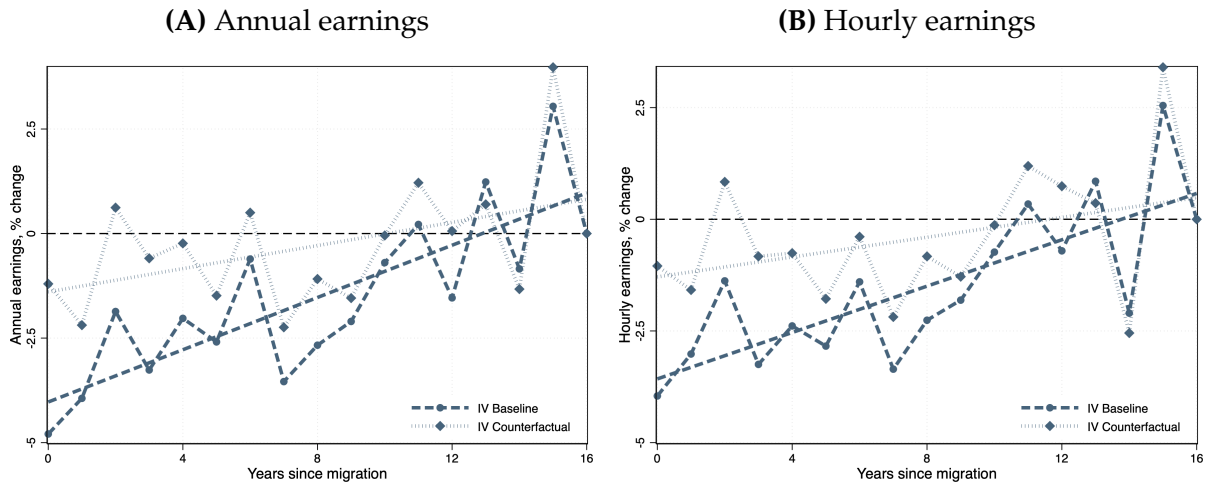 (A) Annual earnings
Annual earnings, % change
2.5
0
-2.5
-5
0 4 8 12 16
Years since migration
IV Baseline
IV Counterfactual
(B) Hourly earnings
Hourly earnings, % change
2.5
0
-2.5
-5
0 4 8 12 16
Years since migration
IV Baseline
IV Counterfactual